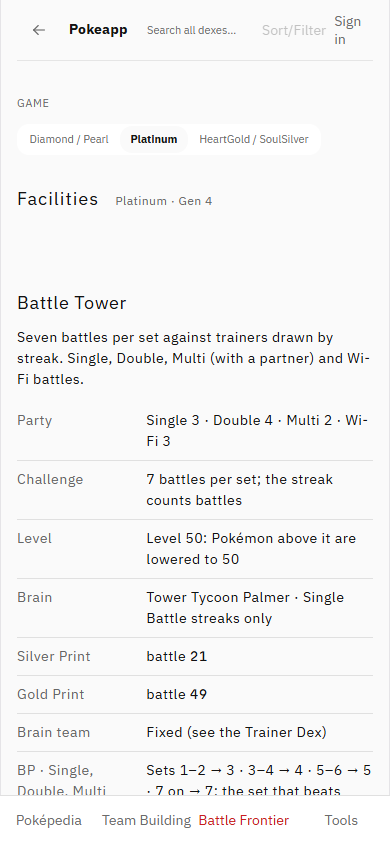 ← Pokeapp Search all dexes... Sort/Filter Sign in
GAME
Diamond / Pearl Platinum HeartGold / SoulSilver
Facilities Platinum · Gen 4
Battle Tower
Seven battles per set against trainers drawn by
streak. Single, Double, Multi (with a partner) and Wi-
Fi battles.
Party Single 3 · Double 4 · Multi 2 · Wi-
Fi 3
Challenge 7 battles per set; the streak
counts battles
Level Level 50: Pokémon above it are
lowered to 50
Brain Tower Tycoon Palmer · Single
Battle streaks only
Silver Print battle 21
Gold Print battle 49
Brain team Fixed (see the Trainer Dex)
BP · Single, Sets 1–2 → 3 · 3–4 → 4 · 5–6 → 5
Double, Multi · 7 on → 7; the set that beats
Poképedia Team Building Battle Frontier Tools